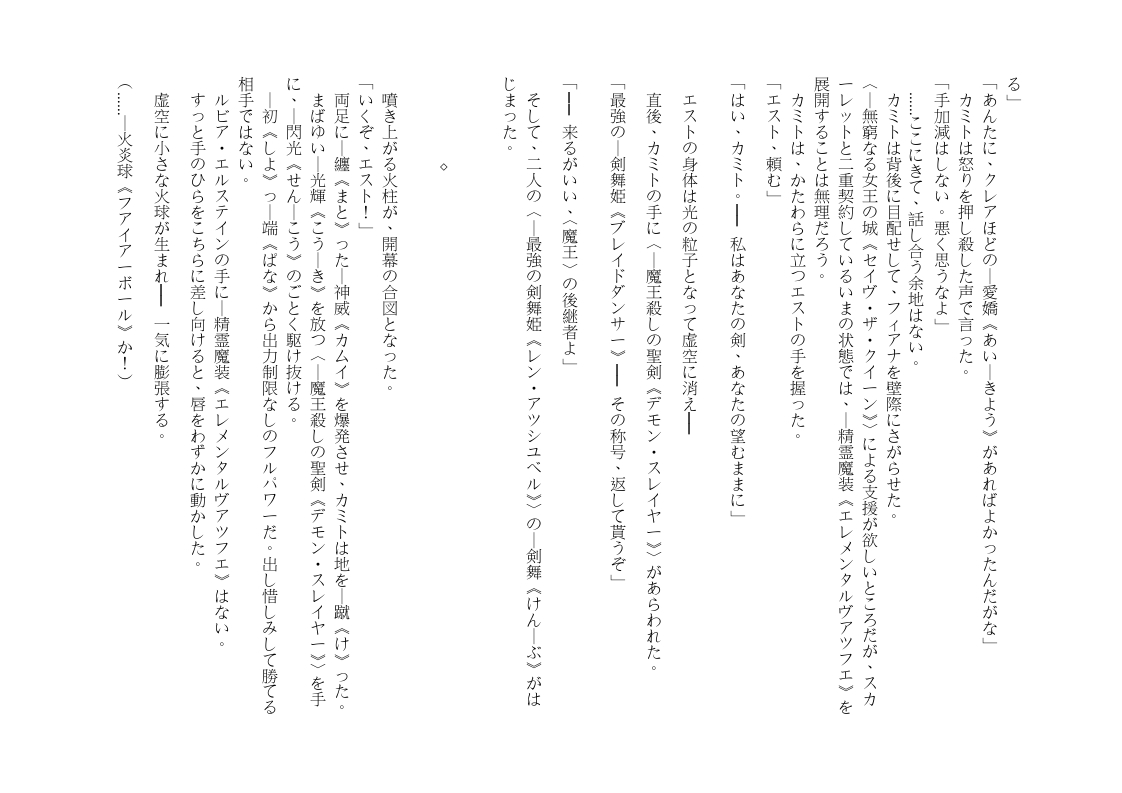 る」
「あんたに、クレアほどの―愛嬌《あい―きよう》があればよかったんだがな」
カミトは怒りを押し殺した声で言った。
「手加減はしない。悪く思うなよ」
……ここにきて、話し合う余地はない。
カミトは背後に目配せして、フィアナを壁際にさがらせた。
〈―無窮なる女王の城《セイヴ・ザ・クイーン》〉による支援が欲しいところだが、スカ
ーレットと二重契約しているいまの状態では、―精霊魔装《エレメンタルヴアツフエ》を
展開することは無理だろう。
カミトは、かたわらに立つエストの手を握った。
「エスト、頼む」
「はい、カミト。━━ 私はあなたの剣、あなたの望むままに」
エストの身体は光の粒子となって虚空に消え━━
直後、カミトの手に〈―魔王殺しの聖剣《デモン・スレイヤー》〉があらわれた。
「最強の―剣舞姫《ブレイドダンサー》 ━━ その称号、返して貰うぞ」
「━━ 来るがいい、〈魔王〉の後継者よ」
そして、二人の〈―最強の剣舞姫《レン・アツシユベル》〉の―剣舞《けん―ぶ》がは
じまった。
◇
噴き上がる火柱が、開幕の合図となった。
「いくぞ、エスト！」
両足に―纏《まと》った―神威《カムイ》を爆発させ、カミトは地を―蹴《け》った。
まばゆい―光輝《こう―き》を放つ〈―魔王殺しの聖剣《デモン・スレイヤー》〉を手
に、―閃光《せん―こう》のごとく駆け抜ける。
―初《しよ》っ―端《ぱな》から出力制限なしのフルパワーだ。出し惜しみして勝てる
相手ではない。
ルビア・エルステインの手に―精霊魔装《エレメンタルヴアツフエ》はない。
すっと手のひらをこちらに差し向けると、唇をわずかに動かした。
虚空に小さな火球が生まれ━━ 一気に膨張する。
（……―火炎球《ファイアーボール》か！）